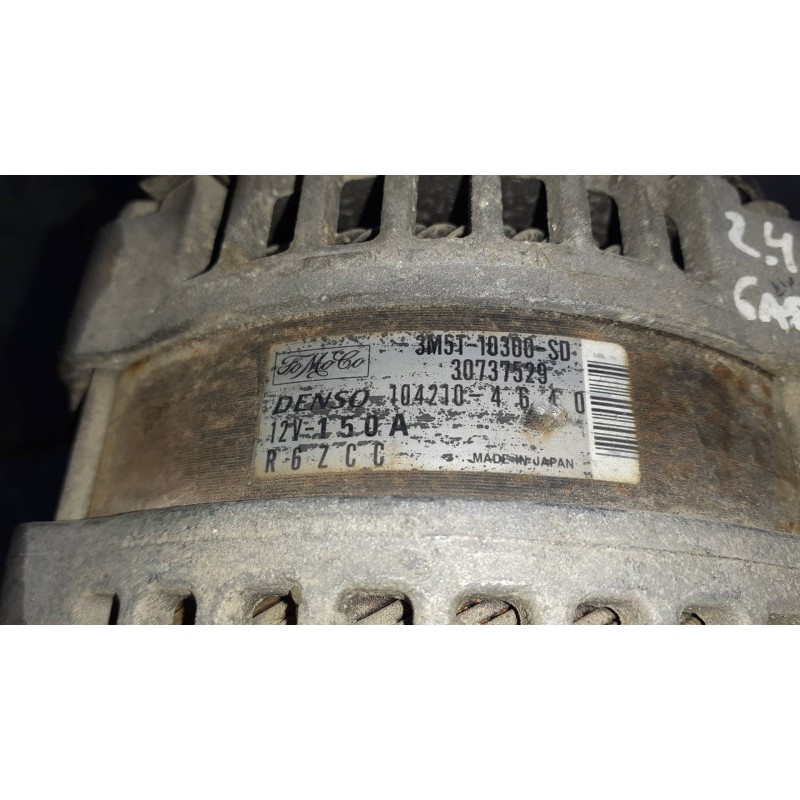 FoMoCo
3M5T-10300-SD
30737529
DENSO 104210-4640
12V-150A
R6ZCC
MADE IN JAPAN
2.4